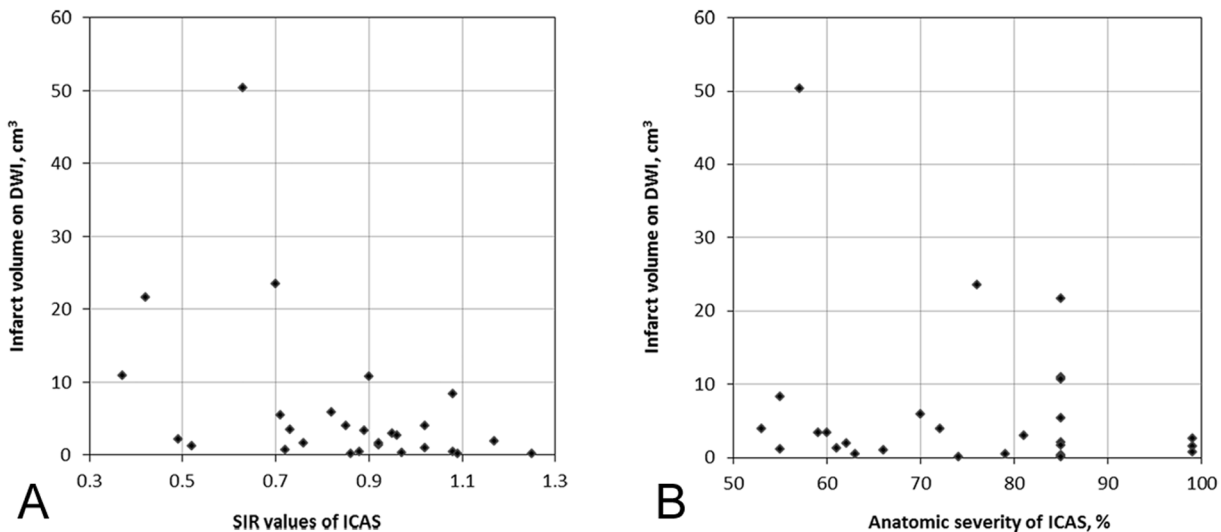 60
50
40
30
20
10
0
0.3 0.5 0.7 0.9 1.1 1.3
Infarct volume on DWI, cm³
SIR values of ICAS
A
60
50
40
30
20
10
0
50 60 70 80 90 100
Infarct volume on DWI, cm³
Anatomic severity of ICAS, %
B